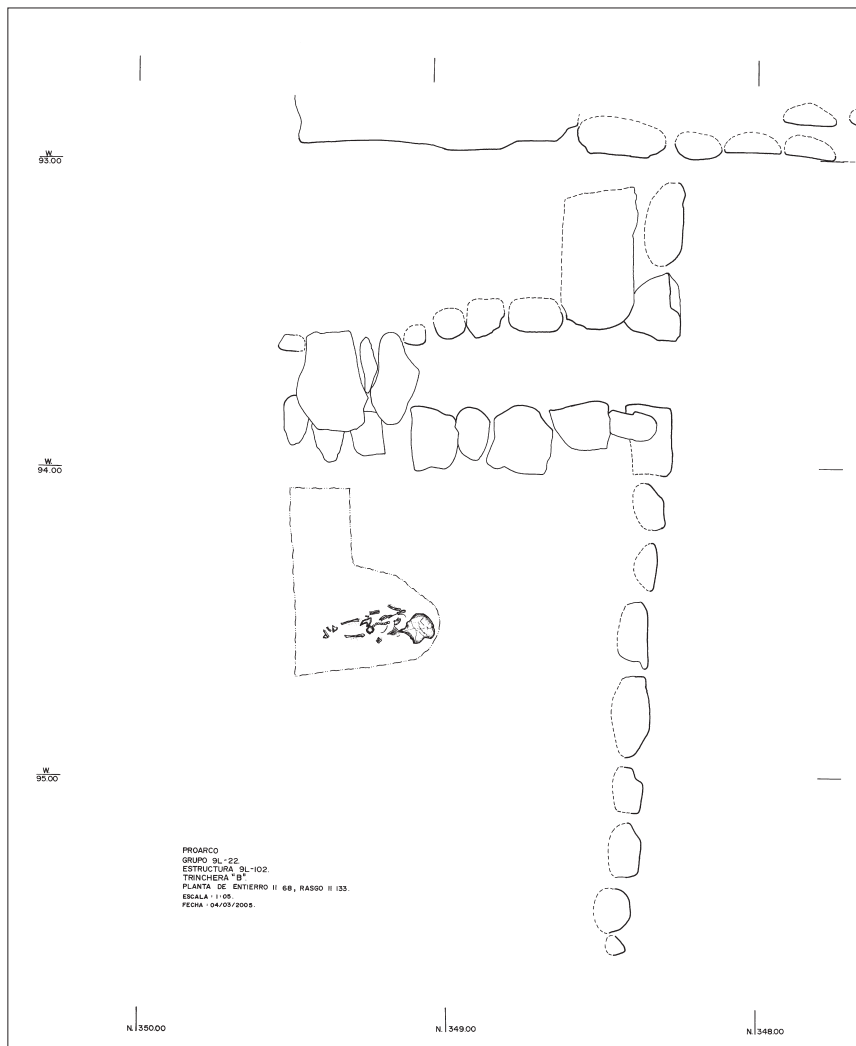 W.
93.00
W.
94.00
W.
95.00
PROARCO
GRUPO 9L-22.
ESTRUCTURA 9L-102.
TRINCHERA "B".
PLANTA DE ENTIERRO II 68, RASGO II 133.
ESCALA : 1:05.
FECHA : 04/03/2005.
N. 350.00
N. 349.00
N. 348.00